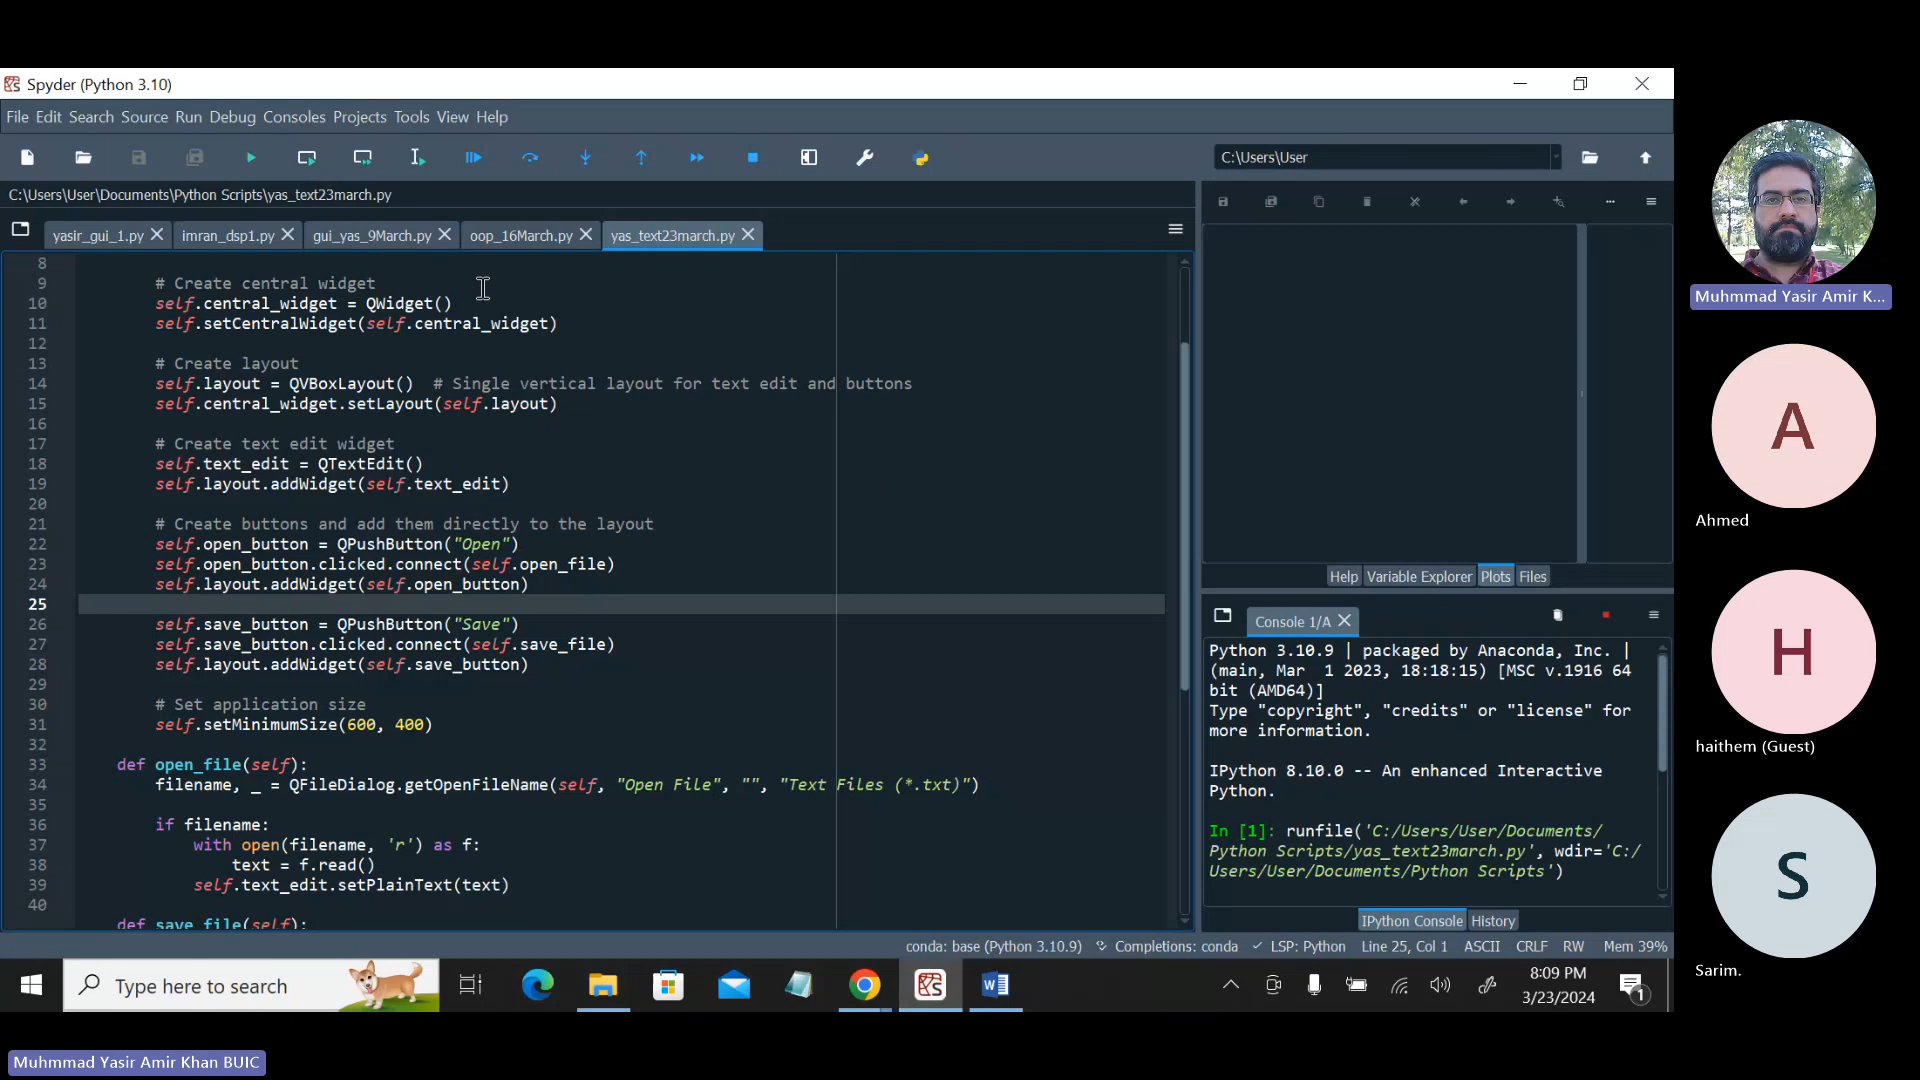 Spyder (Python 3.10)
File Edit Search Source Run Debug Consoles Projects Tools View Help
C:\Users\User
C:\Users\User\Documents\Python Scripts\yas_text23march.py
yasir_gui_1.py
imran_dsp1.py
gui_yas_9March.py
oop_16March.py
yas_text23march.py
8
9 # Create central widget
10 self.central_widget = QWidget()
11 self.setCentralWidget(self.central_widget)
12
13 # Create layout
14 self.layout = QVBoxLayout()  # Single vertical layout for text edit and buttons
15 self.central_widget.setLayout(self.layout)
16
17 # Create text edit widget
18 self.text_edit = QTextEdit()
19 self.layout.addWidget(self.text_edit)
20
21 # Create buttons and add them directly to the layout
22 self.open_button = QPushButton("Open")
23 self.open_button.clicked.connect(self.open_file)
24 self.layout.addWidget(self.open_button)
25
26 self.save_button = QPushButton("Save")
27 self.save_button.clicked.connect(self.save_file)
28 self.layout.addWidget(self.save_button)
29
30 # Set application size
31 self.setMinimumSize(600, 400)
32
33 def open_file(self):
34 filename, _ = QFileDialog.getOpenFileName(self, "Open File", "", "Text Files (*.txt)")
35
36 if filename:
37 with open(filename, 'r') as f:
38 text = f.read()
39 self.text_edit.setPlainText(text)
40
def save_file(self):
Help Variable Explorer Plots Files
Console 1/A
Python 3.10.9 | packaged by Anaconda, Inc. |
(main, Mar  1 2023, 18:18:15) [MSC v.1916 64
bit (AMD64)]
Type "copyright", "credits" or "license" for
more information.
IPython 8.10.0 -- An enhanced Interactive
Python.
In [1]: runfile('C:/Users/User/Documents/
Python Scripts/yas_text23march.py', wdir='C:/
Users/User/Documents/Python Scripts')
IPython Console History
conda: base (Python 3.10.9) Completions: conda LSP: Python Line 25, Col 1 ASCII CRLF RW Mem 39%
Type here to search
8:09 PM
3/23/2024
1
Muhmmad Yasir Amir K...
A
Ahmed
H
haithem (Guest)
S
Sarim.
Muhmmad Yasir Amir Khan BUIC